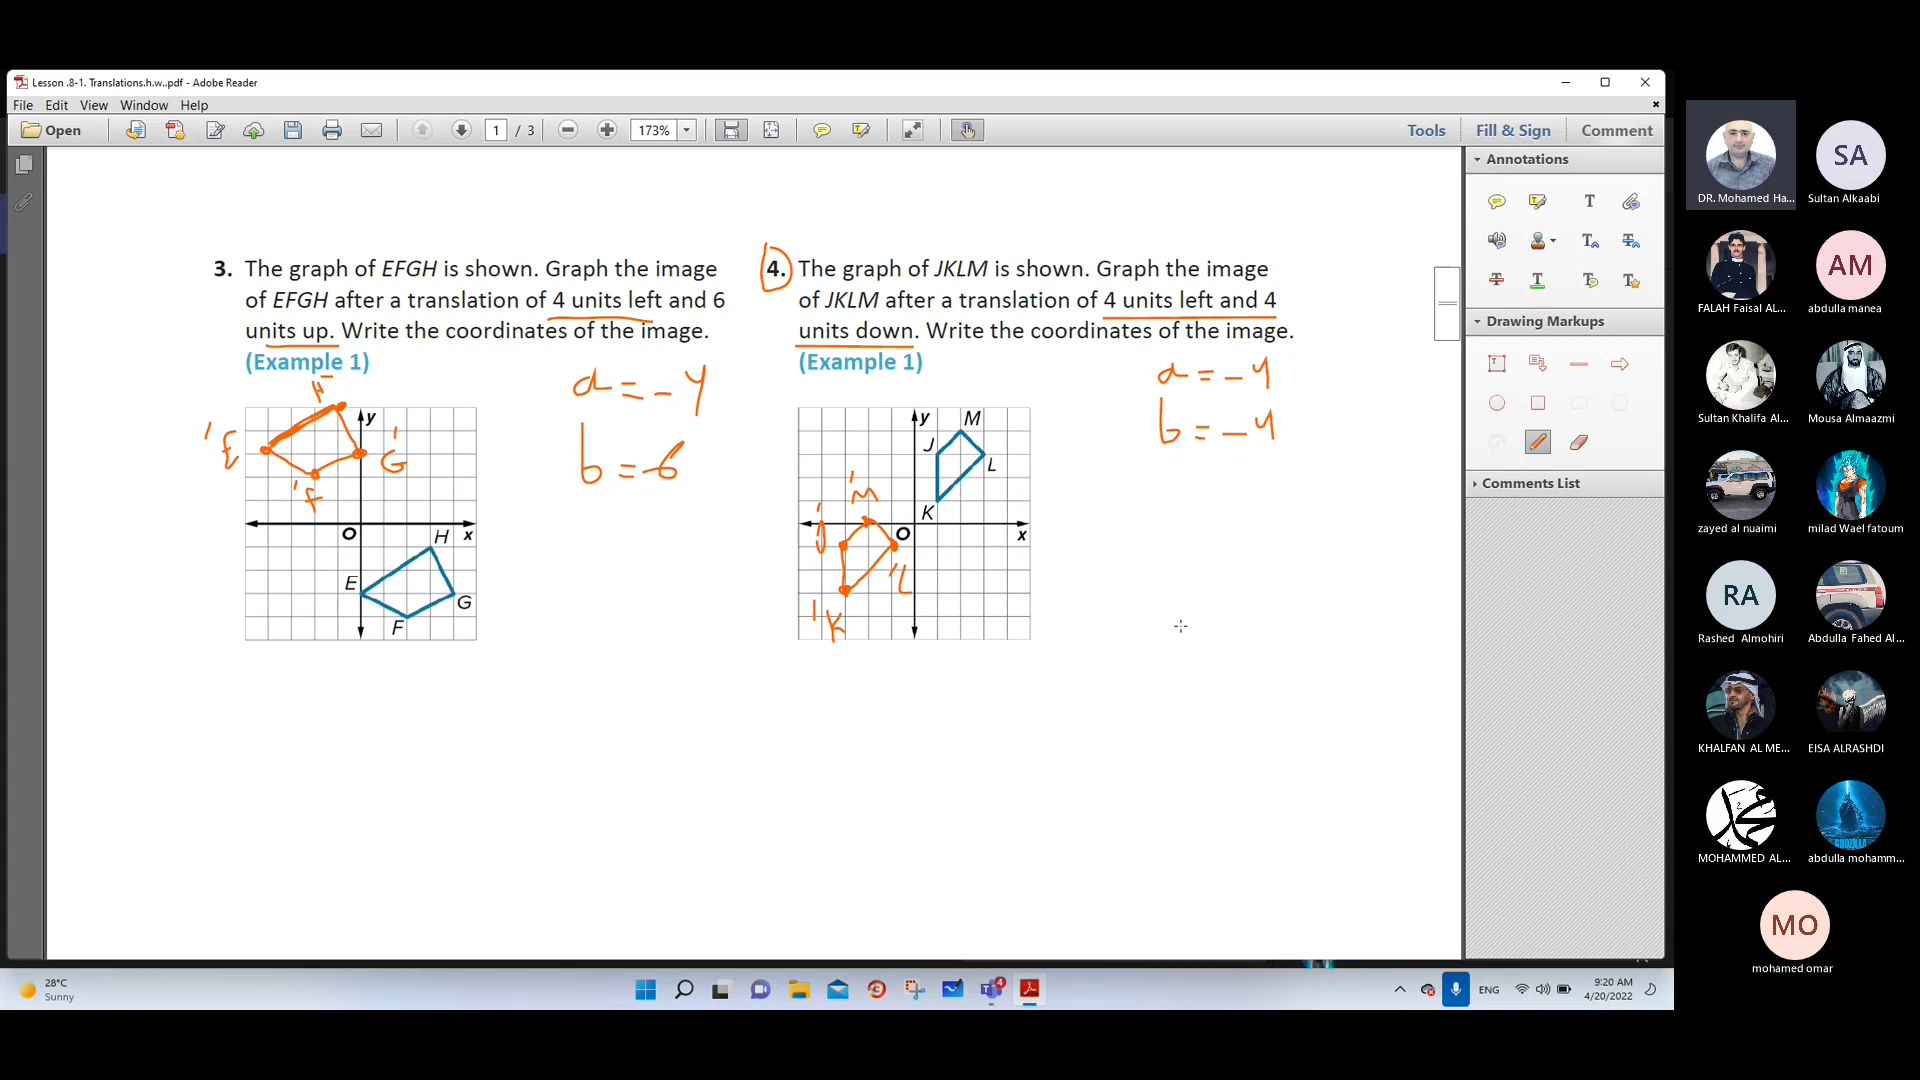 Lesson .8-1. Translations.h.w..pdf - Adobe Reader
File Edit View Window Help
Open 1 / 3 173% Tools Fill & Sign Comment
3. The graph of EFGH is shown. Graph the image
of EFGH after a translation of 4 units left and 6
units up. Write the coordinates of the image.
(Example 1)
a = - 4
b = 6
'E
H
G'
'F
y
O
x
H
E
G
F
4. The graph of JKLM is shown. Graph the image
of JKLM after a translation of 4 units left and 4
units down. Write the coordinates of the image.
(Example 1)
a = - 4
b = - 4
y
M
J
L
K
'M
'J
O
x
'L
'K
Annotations
Drawing Markups
Comments List
DR. Mohamed Ha...
SA
Sultan Alkaabi
FALAH Faisal AL...
AM
abdulla manea
Sultan Khalifa Al...
Mousa Almaazmi
zayed al nuaimi
milad Wael fatoum
RA
Rashed Almohiri
Abdulla Fahed Al...
KHALFAN AL ME...
EISA ALRASHDI
MOHAMMED AL...
abdulla mohamm...
MO
mohamed omar
28°C
Sunny
4
ENG
9:20 AM
4/20/2022